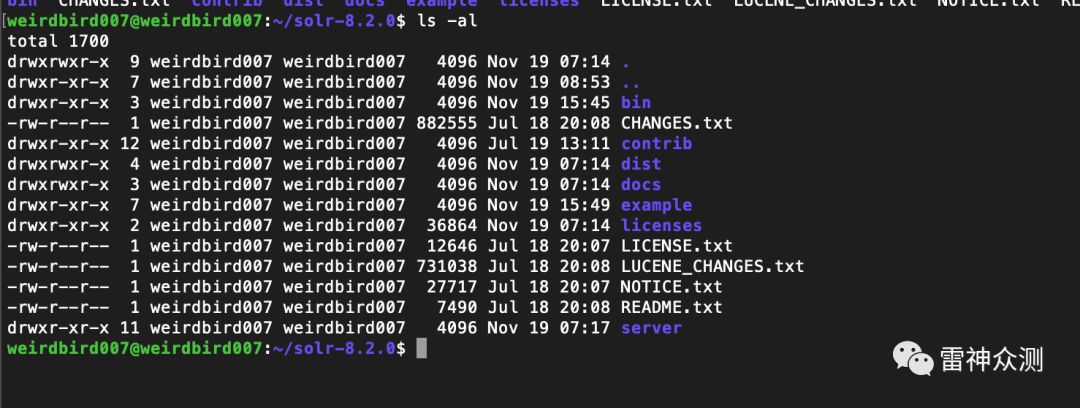 bin  CHANGES.txt  contrib  dist  docs  example  licenses  LICENSE.txt  LUCENE_CHANGES.txt  NOTICE.txt
[weirdbird007@weirdbird007:~/solr-8.2.0$ ls -al
total 1700
drwxrwxr-x  9 weirdbird007 weirdbird007   4096 Nov 19 07:14 .
drwxr-xr-x  7 weirdbird007 weirdbird007   4096 Nov 19 08:53 ..
drwxr-xr-x  3 weirdbird007 weirdbird007   4096 Nov 19 15:45 bin
-rw-r--r--  1 weirdbird007 weirdbird007 882555 Jul 18 20:08 CHANGES.txt
drwxr-xr-x 12 weirdbird007 weirdbird007   4096 Jul 19 13:11 contrib
drwxrwxr-x  4 weirdbird007 weirdbird007   4096 Nov 19 07:14 dist
drwxrwxr-x  3 weirdbird007 weirdbird007   4096 Nov 19 07:14 docs
drwxr-xr-x  7 weirdbird007 weirdbird007   4096 Nov 19 15:49 example
drwxr-xr-x  2 weirdbird007 weirdbird007  36864 Nov 19 07:14 licenses
-rw-r--r--  1 weirdbird007 weirdbird007  12646 Jul 18 20:07 LICENSE.txt
-rw-r--r--  1 weirdbird007 weirdbird007 731038 Jul 18 20:08 LUCENE_CHANGES.txt
-rw-r--r--  1 weirdbird007 weirdbird007  27717 Jul 18 20:07 NOTICE.txt
-rw-r--r--  1 weirdbird007 weirdbird007   7490 Jul 18 20:08 README.txt
drwxr-xr-x 11 weirdbird007 weirdbird007   4096 Nov 19 07:17 server
weirdbird007@weirdbird007:~/solr-8.2.0$
雷神众测